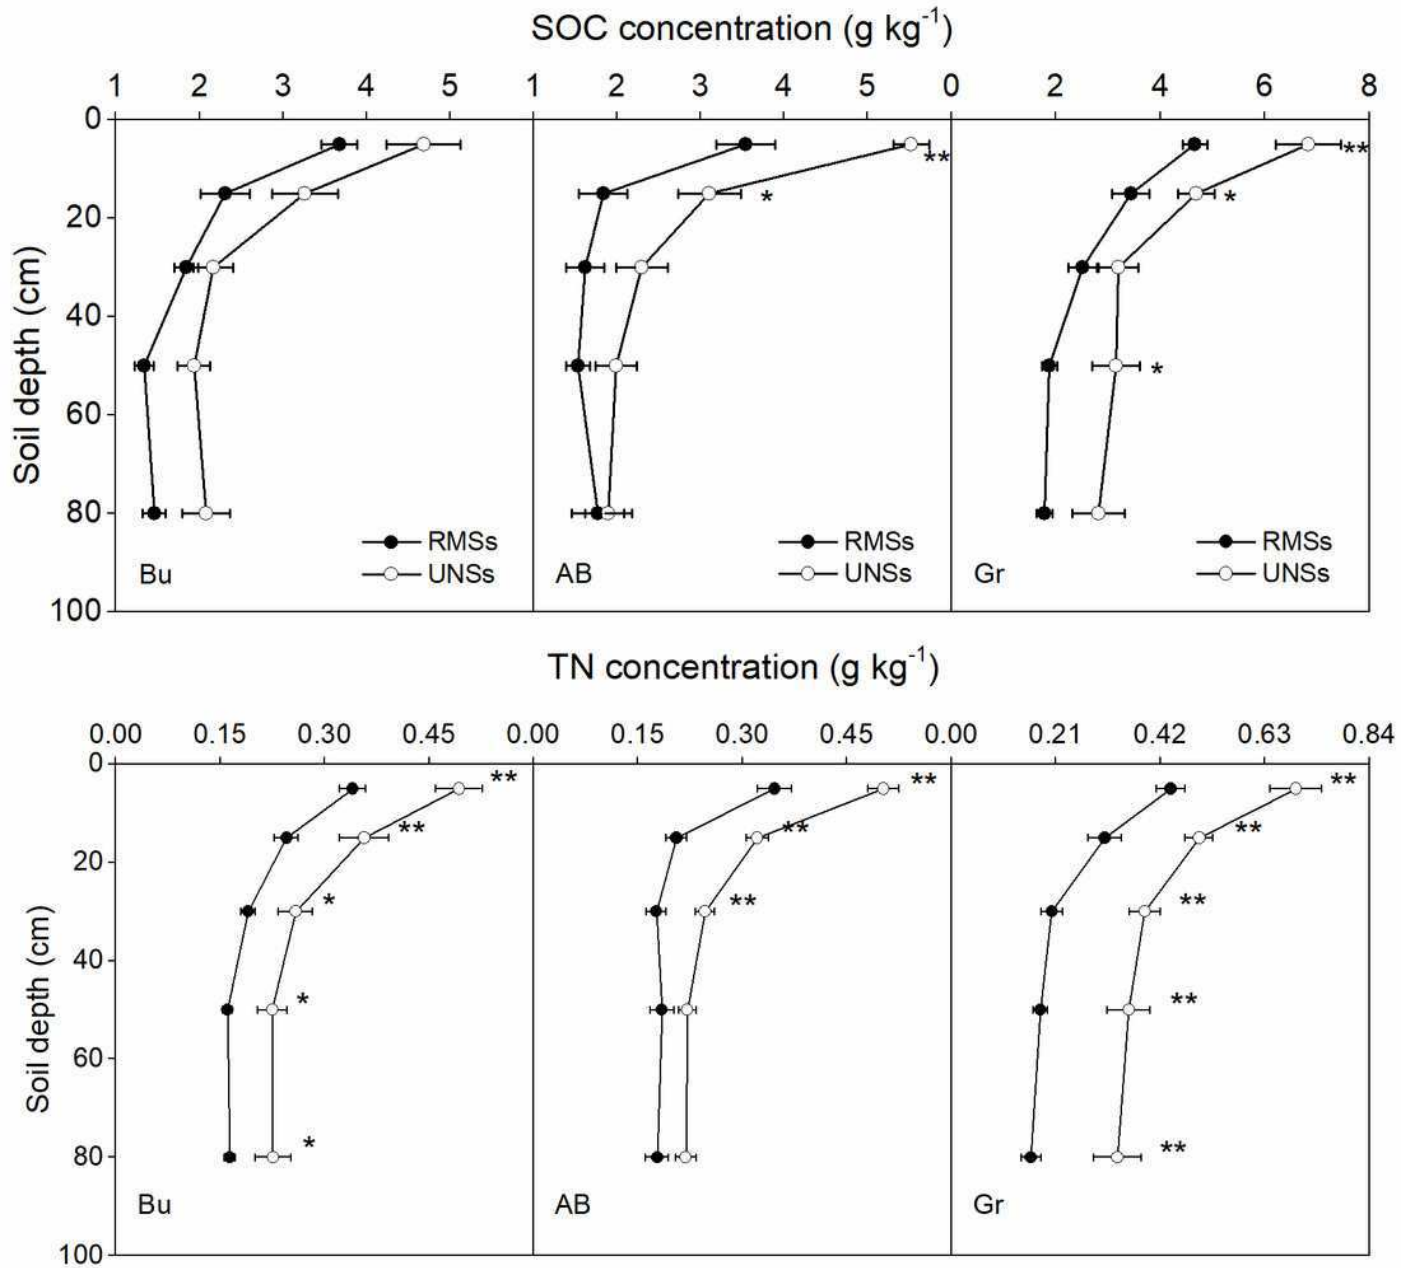 SOC concentration (g kg⁻¹)
1 2 3 4 5 1 2 3 4 5 0 2 4 6 8
0
** **
* *
20
40
*
60
Soil depth (cm)
80
RMSs RMSs RMSs
UNSs UNSs UNSs
Bu AB Gr
100
TN concentration (g kg⁻¹)
0.00 0.15 0.30 0.45 0.00 0.15 0.30 0.45 0.00 0.21 0.42 0.63 0.84
0
** ** **
** ** **
20
* ** **
40
* **
60
Soil depth (cm)
* **
80
Bu AB Gr
100